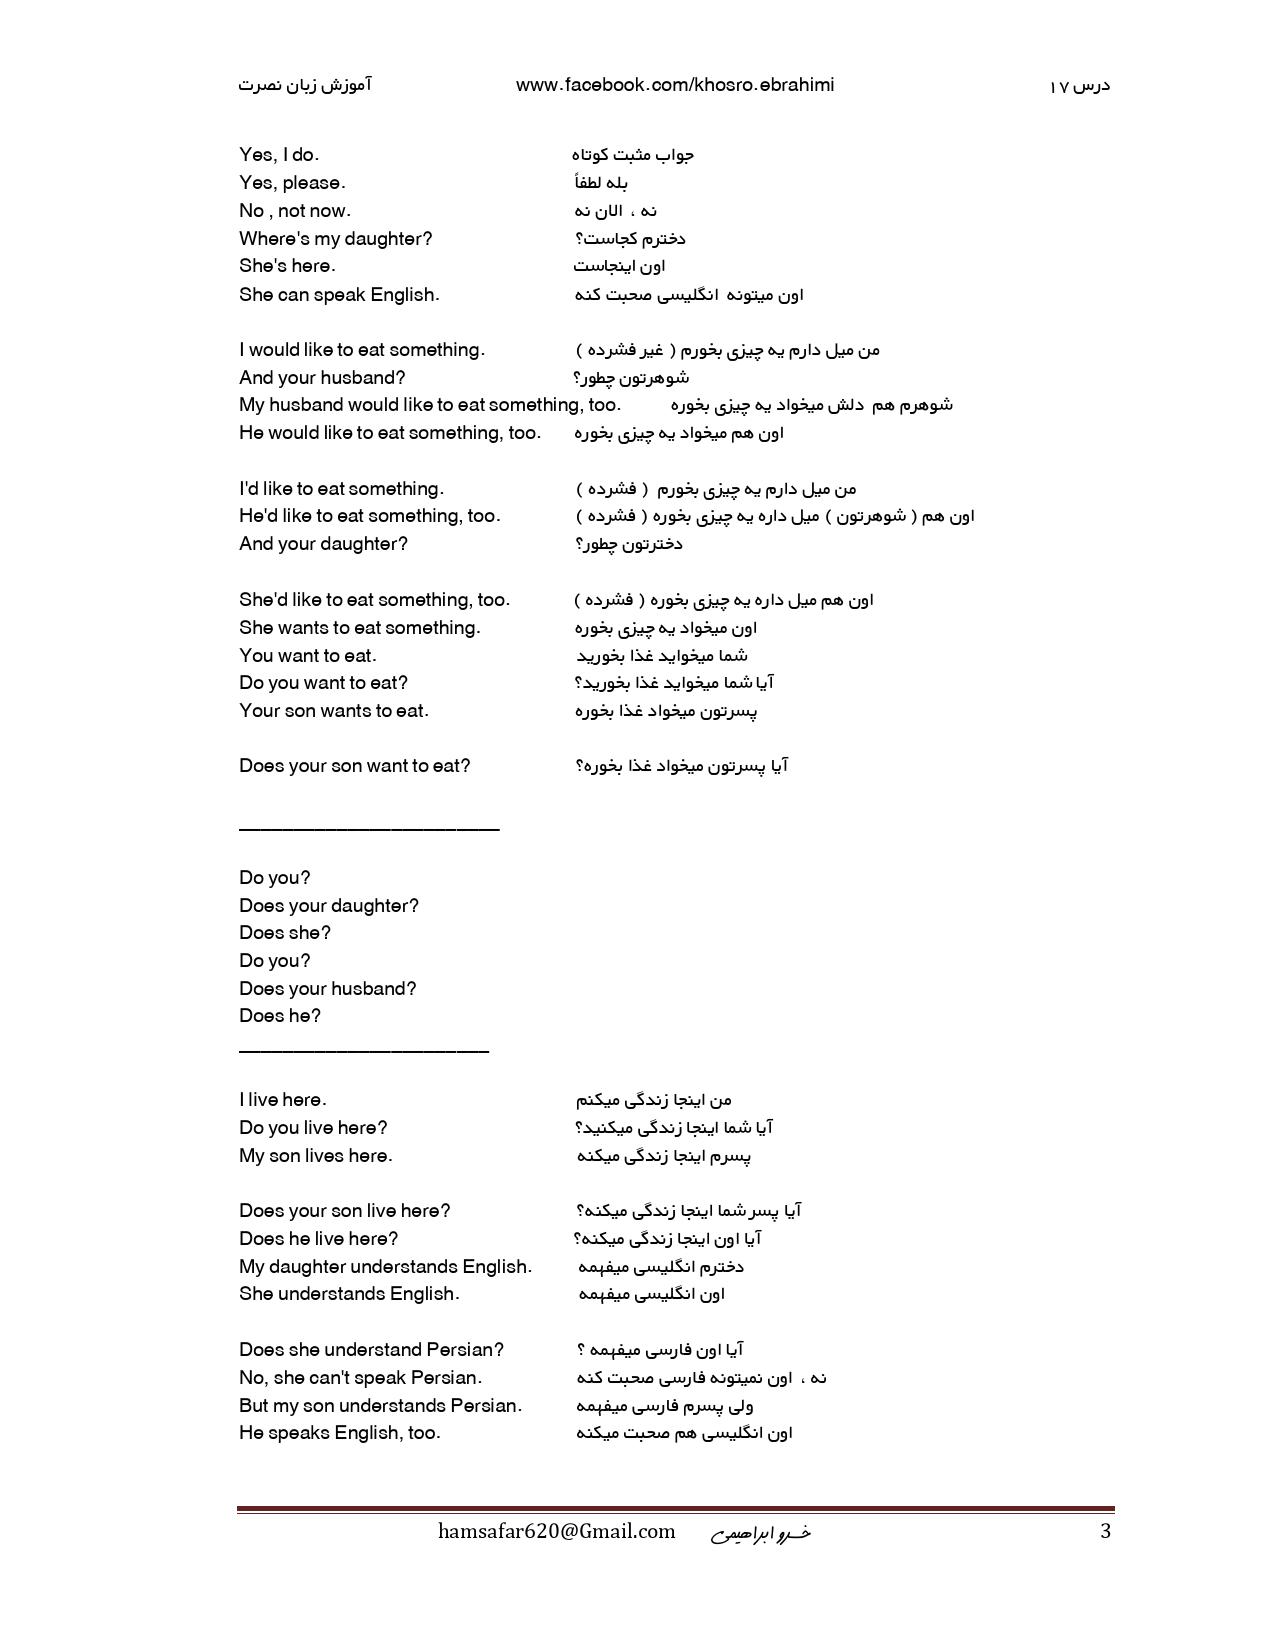 آموزش زبان نصرت www.facebook.com/khosro.ebrahimi درس ۱۷
Yes, I do. جواب مثبت کوتاه
Yes, please. بله لطفاً
No , not now. نه ، الان نه
Where's my daughter? دخترم کجاست؟
She's here. اون اینجاست
She can speak English. اون میتونه انگلیسی صحبت کنه
I would like to eat something. من میل دارم یه چیزی بخورم ( غیر فشرده )
And your husband? شوهرتون چطور؟
My husband would like to eat something, too. شوهرم هم دلش میخواد یه چیزی بخوره
He would like to eat something, too. اون هم میخواد یه چیزی بخوره
I'd like to eat something. من میل دارم یه چیزی بخورم ( فشرده )
He'd like to eat something, too. اون هم ( شوهرتون ) میل داره یه چیزی بخوره ( فشرده )
And your daughter? دخترتون چطور؟
She'd like to eat something, too. اون هم میل داره یه چیزی بخوره ( فشرده )
She wants to eat something. اون میخواد یه چیزی بخوره
You want to eat. شما میخواید غذا بخورید
Do you want to eat? آیا شما میخواید غذا بخورید؟
Your son wants to eat. پسرتون میخواد غذا بخوره
Does your son want to eat? آیا پسرتون میخواد غذا بخوره؟
Do you?
Does your daughter?
Does she?
Do you?
Does your husband?
Does he?
I live here. من اینجا زندگی میکنم
Do you live here? آیا شما اینجا زندگی میکنید؟
My son lives here. پسرم اینجا زندگی میکنه
Does your son live here? آیا پسر شما اینجا زندگی میکنه؟
Does he live here? آیا اون اینجا زندگی میکنه؟
My daughter understands English. دخترم انگلیسی میفهمه
She understands English. اون انگلیسی میفهمه
Does she understand Persian? آیا اون فارسی میفهمه ؟
No, she can't speak Persian. نه ، اون نمیتونه فارسی صحبت کنه
But my son understands Persian. ولی پسرم فارسی میفهمه
He speaks English, too. اون انگلیسی هم صحبت میکنه
hamsafar620@Gmail.com خسرو ابراهیمی 3